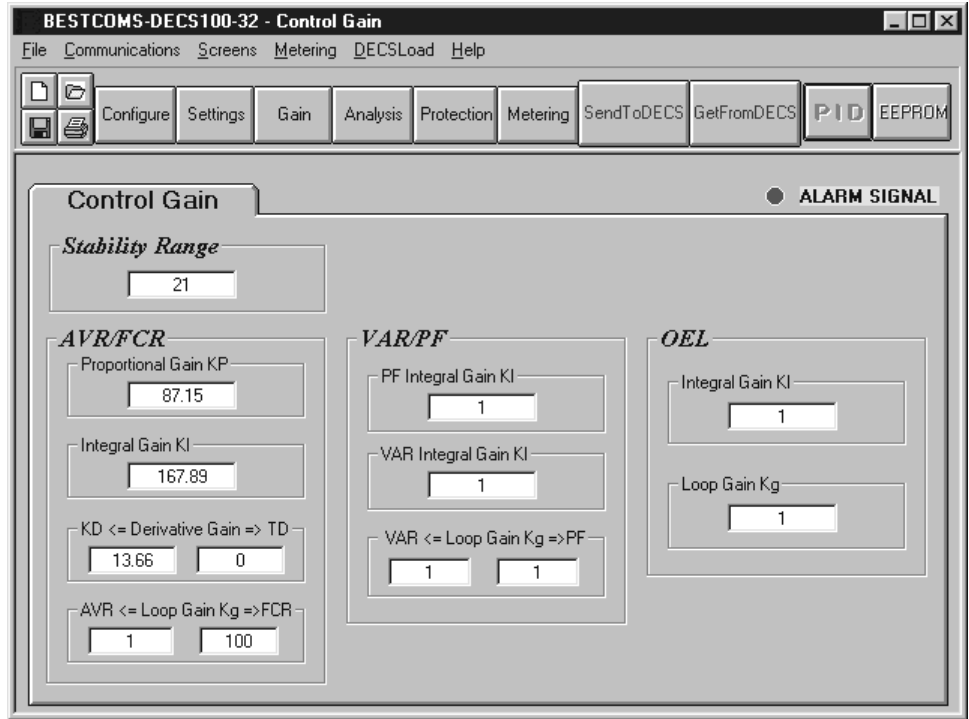 BESTCOMS-DECS100-32 - Control Gain
File Communications Screens Metering DECSLoad Help
Configure Settings Gain Analysis Protection Metering SendToDECS GetFromDECS PID EEPROM
Control Gain
ALARM SIGNAL
Stability Range
21
AVR/FCR
Proportional Gain KP
87.15
Integral Gain KI
167.89
KD <= Derivative Gain => TD
13.66 0
AVR <= Loop Gain Kg =>FCR
1 100
VAR/PF
PF Integral Gain KI
1
VAR Integral Gain KI
1
VAR <= Loop Gain Kg =>PF
1 1
OEL
Integral Gain KI
1
Loop Gain Kg
1